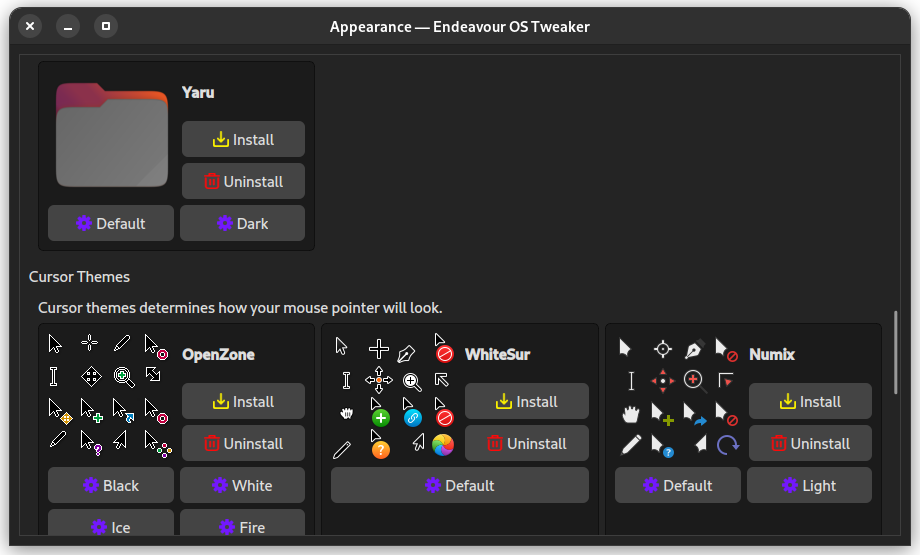 Appearance — Endeavour OS Tweaker
Yaru
Install
Uninstall
Default
Dark
Cursor Themes
Cursor themes determines how your mouse pointer will look.
OpenZone
Install
Uninstall
Black
White
Ice
Fire
WhiteSur
Install
Uninstall
Default
Numix
Install
Uninstall
Default
Light